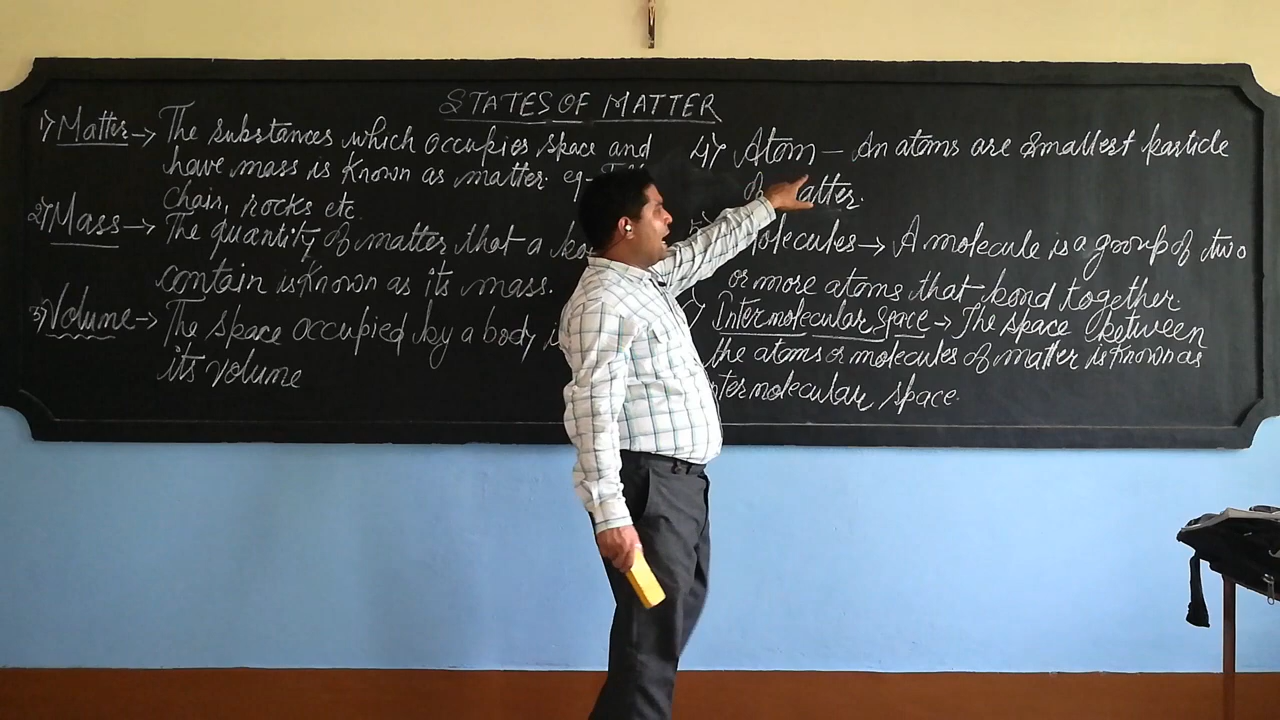 STATES OF MATTER
1) Matter → The substances which occupies space and
have mass is known as matter. eg-
chair, rocks etc.
2) Mass → The quantity of matter that a
contain is known as its mass.
3) Volume → The space occupied by a body
its volume
4) Atom - An atoms are smallest particle
of matter.
Molecules → A molecule is a group of two
or more atoms that bond together.
Intermolecular space → The space between
the atoms or molecules of matter is known as
intermolecular space.